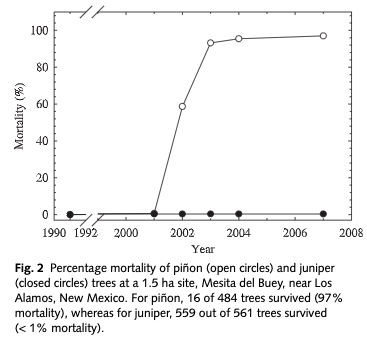 100
80
60
40
20
0
Mortality (%)
1990 1992 2000 2002 2004 2006 2008
Year
Fig. 2 Percentage mortality of piñon (open circles) and juniper
(closed circles) trees at a 1.5 ha site, Mesita del Buey, near Los
Alamos, New Mexico. For piñon, 16 of 484 trees survived (97%
mortality), whereas for juniper, 559 out of 561 trees survived
(< 1% mortality).